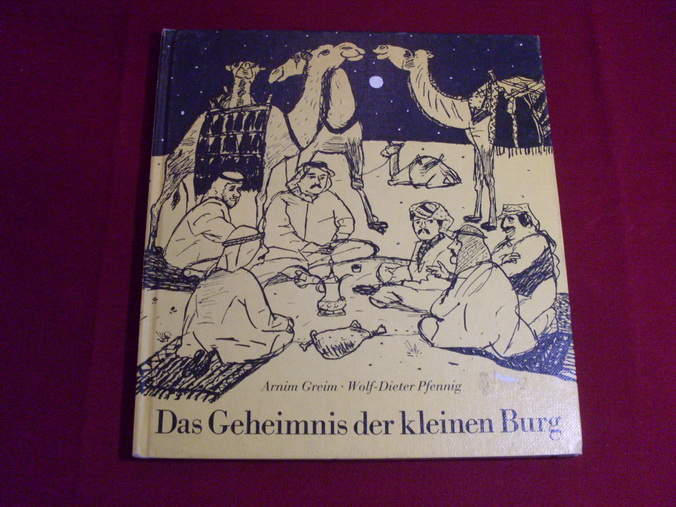 Arnim Greim · Wolf-Dieter Pfennig
Das Geheimnis der kleinen Burg